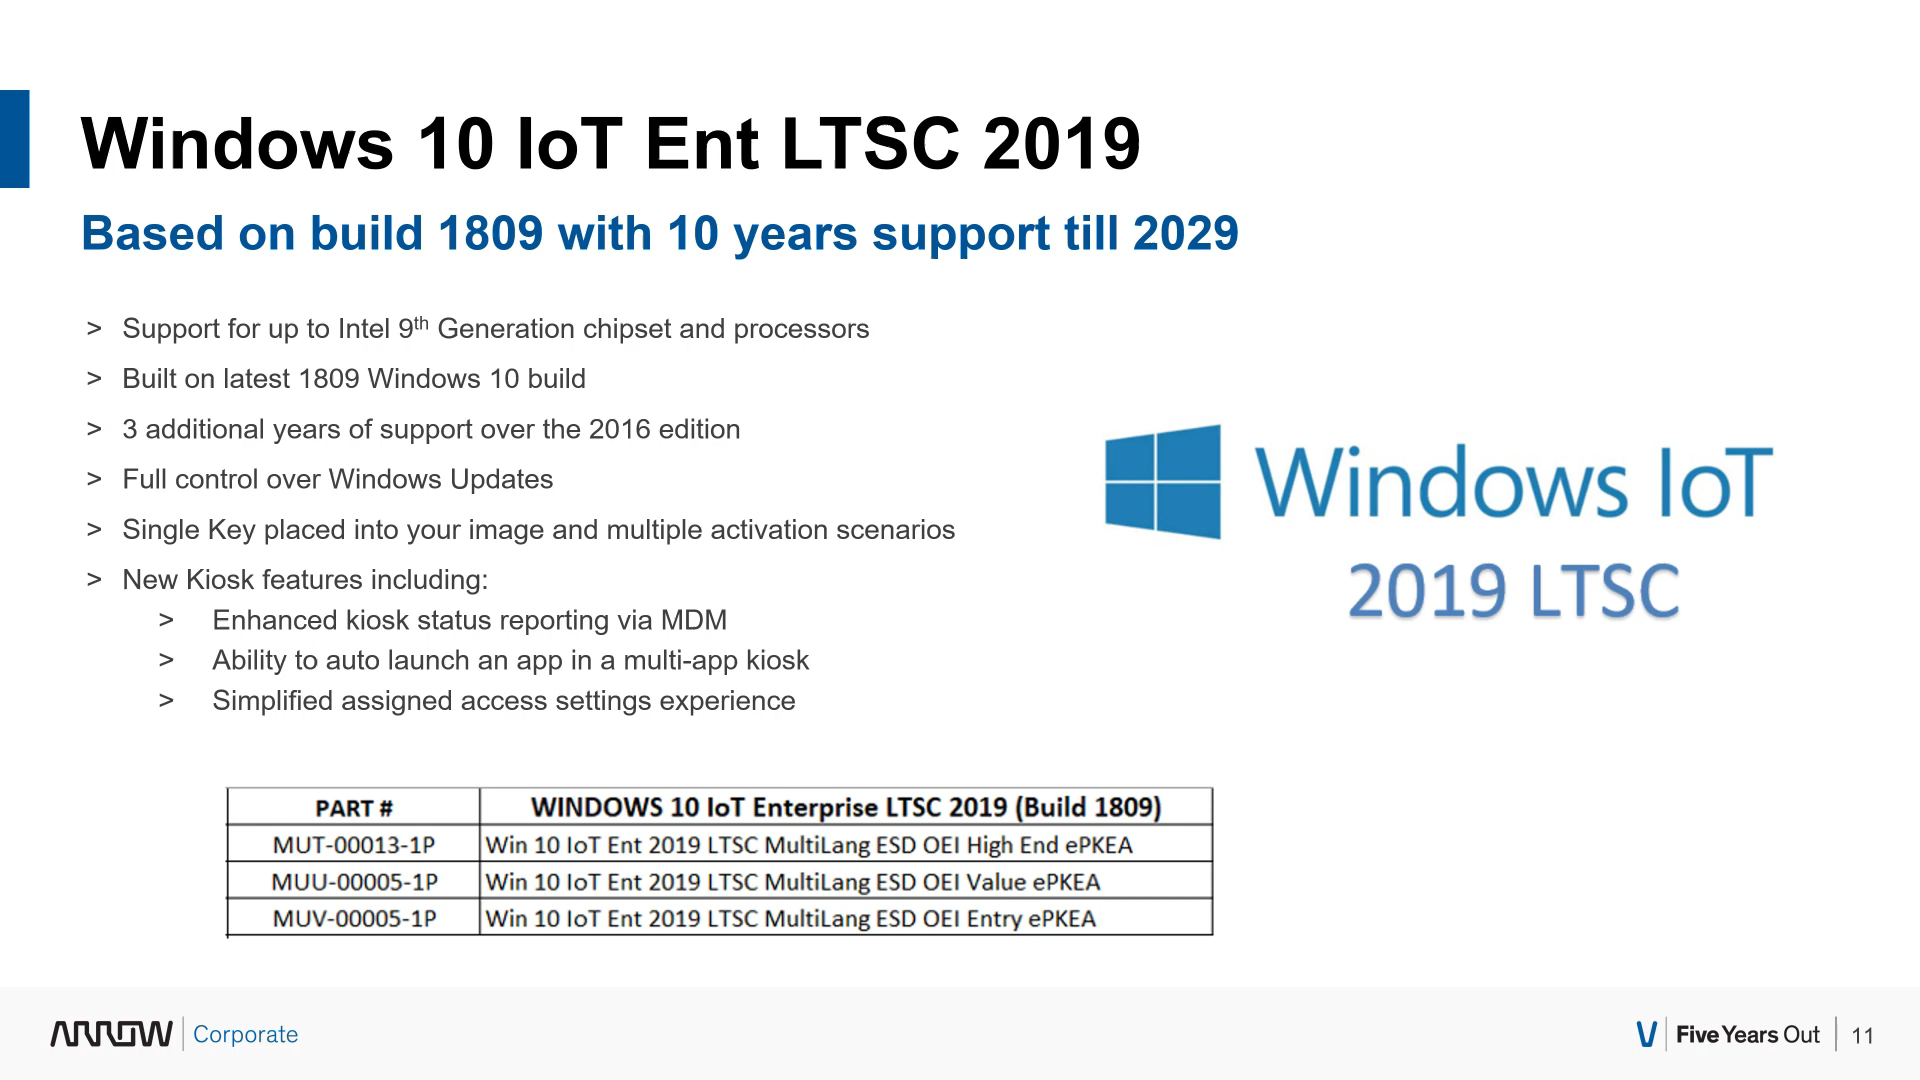 Windows 10 IoT Ent LTSC 2019
Based on build 1809 with 10 years support till 2029
> Support for up to Intel 9th Generation chipset and processors
> Built on latest 1809 Windows 10 build
> 3 additional years of support over the 2016 edition
> Full control over Windows Updates
> Single Key placed into your image and multiple activation scenarios
> New Kiosk features including:
> Enhanced kiosk status reporting via MDM
> Ability to auto launch an app in a multi-app kiosk
> Simplified assigned access settings experience
Windows IoT
2019 LTSC
PART # WINDOWS 10 IoT Enterprise LTSC 2019 (Build 1809)
MUT-00013-1P Win 10 IoT Ent 2019 LTSC MultiLang ESD OEI High End ePKEA
MUU-00005-1P Win 10 IoT Ent 2019 LTSC MultiLang ESD OEI Value ePKEA
MUV-00005-1P Win 10 IoT Ent 2019 LTSC MultiLang ESD OEI Entry ePKEA
ARROW Corporate
Five Years Out 11